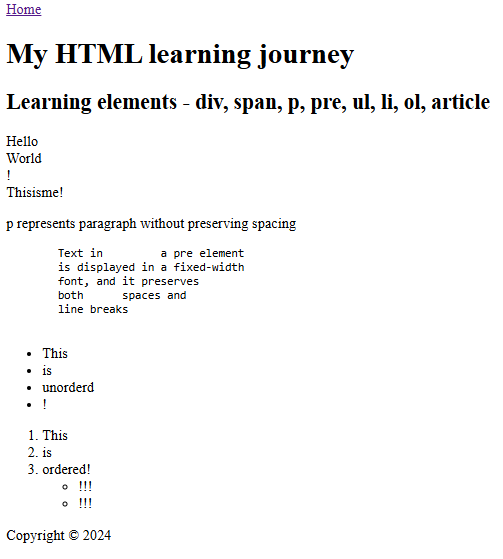 Home
My HTML learning journey
Learning elements - div, span, p, pre, ul, li, ol, article
Hello
World
!
Thisisme!
p represents paragraph without preserving spacing
Text in         a pre element
is displayed in a fixed-width
font, and it preserves
both      spaces and
line breaks
• This
• is
• unorderd
• !
1. This
2. is
3. ordered!
◦ !!!
◦ !!!
Copyright © 2024